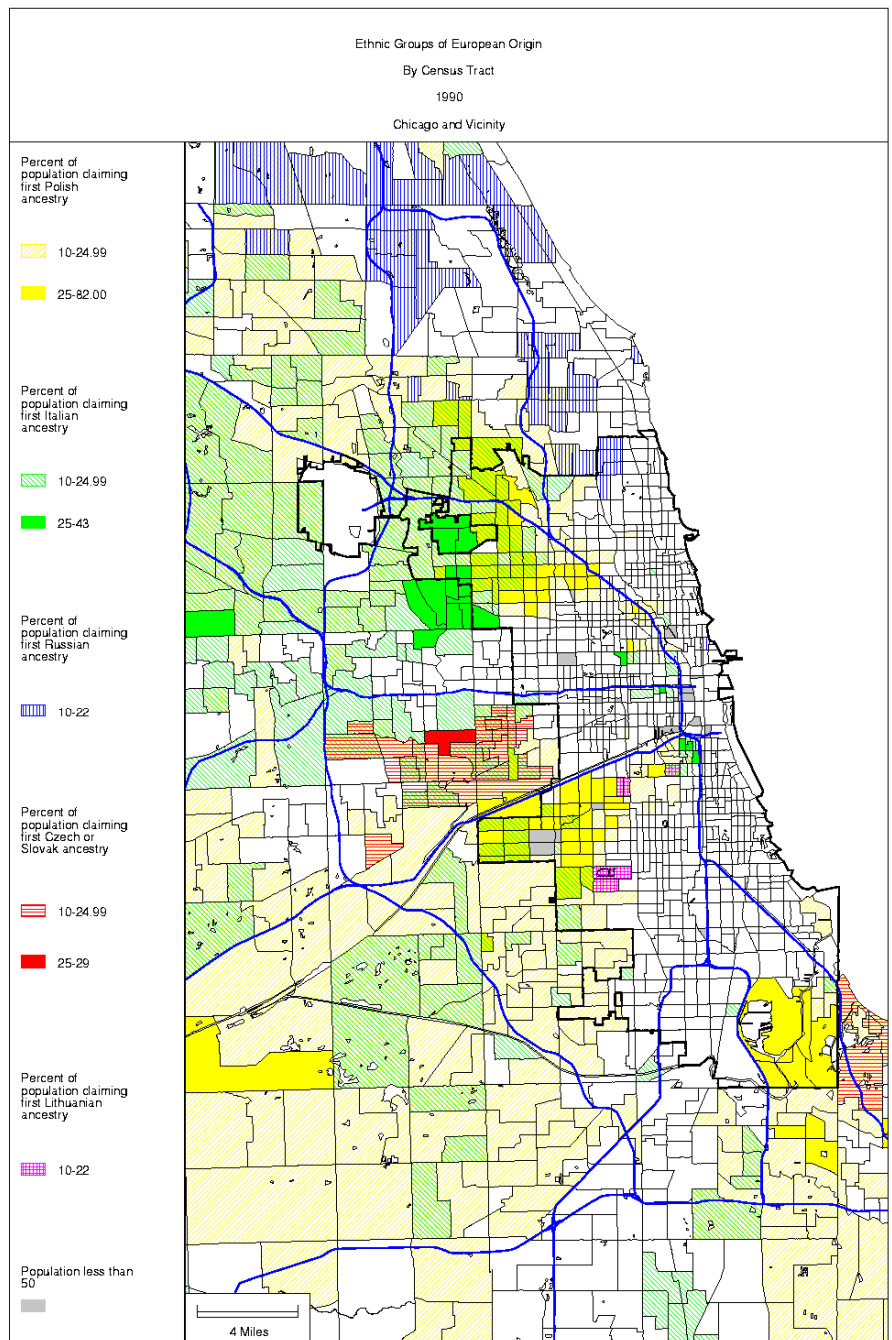 Ethnic Groups of European Origin
By Census Tract
1990
Chicago and Vicinity
Percent of
population claiming
first Polish
ancestry
10-24.99
25-82.00
Percent of
population claiming
first Italian
ancestry
10-24.99
25-43
Percent of
population claiming
first Russian
ancestry
10-22
Percent of
population claiming
first Czech or
Slovak ancestry
10-24.99
25-29
Percent of
population claiming
first Lithuanian
ancestry
10-22
Population less than
50
4 Miles